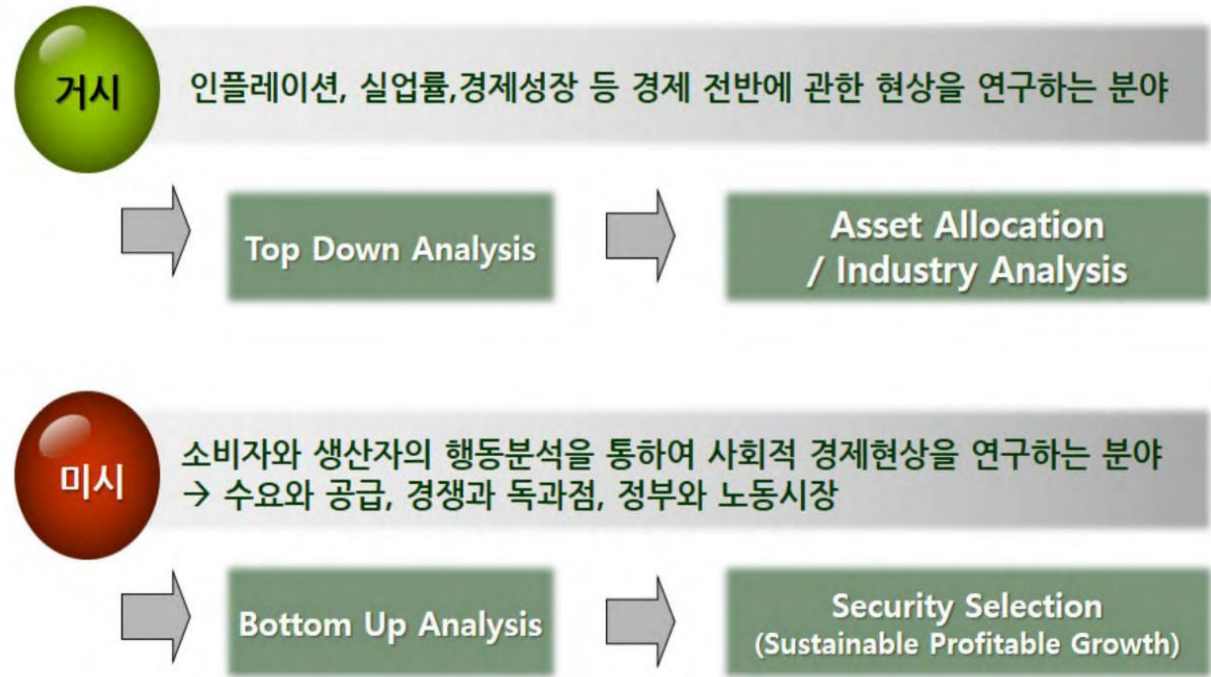 거시
인플레이션, 실업률,경제성장 등 경제 전반에 관한 현상을 연구하는 분야
Top Down Analysis
Asset Allocation
/ Industry Analysis
미시
소비자와 생산자의 행동분석을 통하여 사회적 경제현상을 연구하는 분야
→ 수요와 공급, 경쟁과 독과점, 정부와 노동시장
Bottom Up Analysis
Security Selection
(Sustainable Profitable Growth)